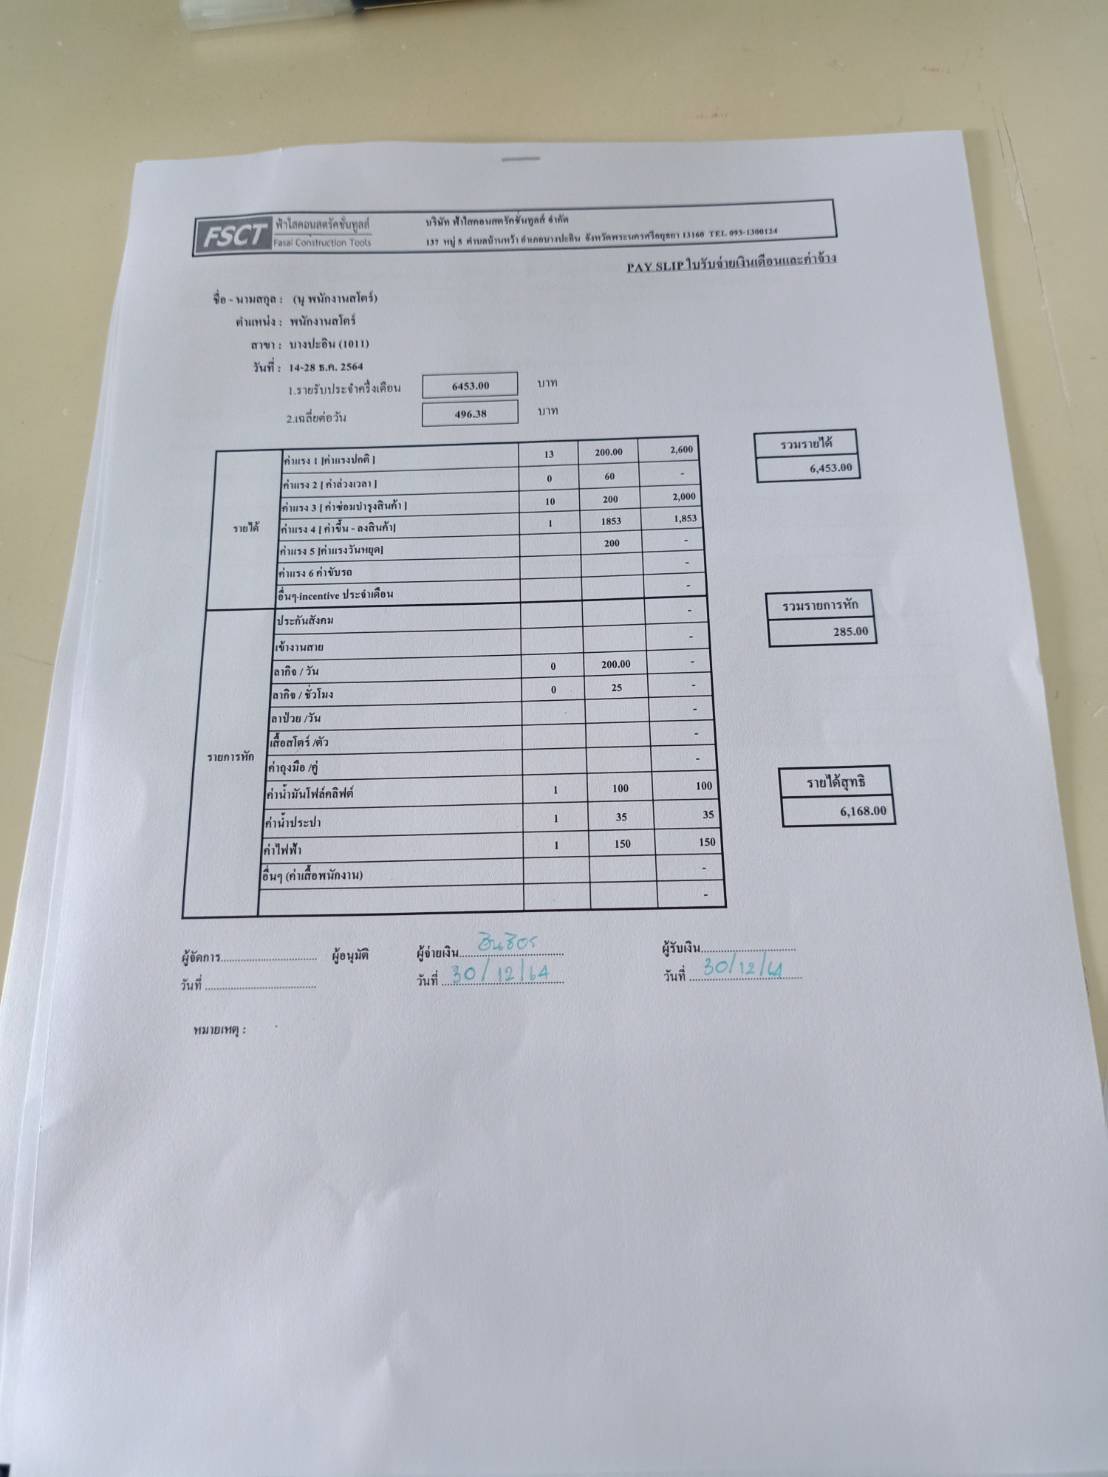 FSCT ฟ้าใสคอนสตรัคชั่นทูลส์
Fasai Construction Tools
บริษัท ฟ้าใสคอนสตรัคชั่นทูลส์ จำกัด
137 หมู่ 5 ตำบลบ้านหว้า อำเภอบางปะอิน จังหวัดพระนครศรีอยุธยา 13160 TEL 093-1300124
PAY SLIP ใบรับจ่ายเงินเดือนและค่าจ้าง
ชื่อ - นามสกุล : (นุ พนักงานสโตร์)
ตำแหน่ง : พนักงานสโตร์
สาขา : บางปะอิน (1011)
วันที่ : 14-28 ธ.ค. 2564
1.รายรับประจำครึ่งเดือน 6453.00 บาท
2.เฉลี่ยต่อวัน 496.38 บาท
รายได้
ค่าแรง 1 [ค่าแรงปกติ ] 13 200.00 2,600
ค่าแรง 2 [ ค่าล่วงเวลา ] 0 60 -
ค่าแรง 3 [ ค่าซ่อมบำรุงสินค้า ] 10 200 2,000
ค่าแรง 4 [ ค่าขึ้น - ลงสินค้า] 1 1853 1,853
ค่าแรง 5 [ค่าแรงวันหยุด] 200 -
ค่าแรง 6 ค่าขับรถ -
อื่นๆ-incentive ประจำเดือน -
รวมรายได้
6,453.00
รายการหัก
ประกันสังคม -
เข้างานสาย -
ลากิจ / วัน 0 200.00 -
ลากิจ / ชั่วโมง 0 25 -
ลาป่วย /วัน -
เสื้อสโตร์ /ตัว -
ค่าถุงมือ /คู่ -
ค่าน้ำมันโฟล์คลิฟต์ 1 100 100
ค่าน้ำประปา 1 35 35
ค่าไฟฟ้า 1 150 150
อื่นๆ (ค่าเสื้อพนักงาน) -
-
รวมรายการหัก
285.00
รายได้สุทธิ
6,168.00
ผู้จัดการ ผู้อนุมัติ ผู้จ่ายเงิน ผู้รับเงิน
วันที่ วันที่ 30/12/64 วันที่ 30/12/64
หมายเหตุ :